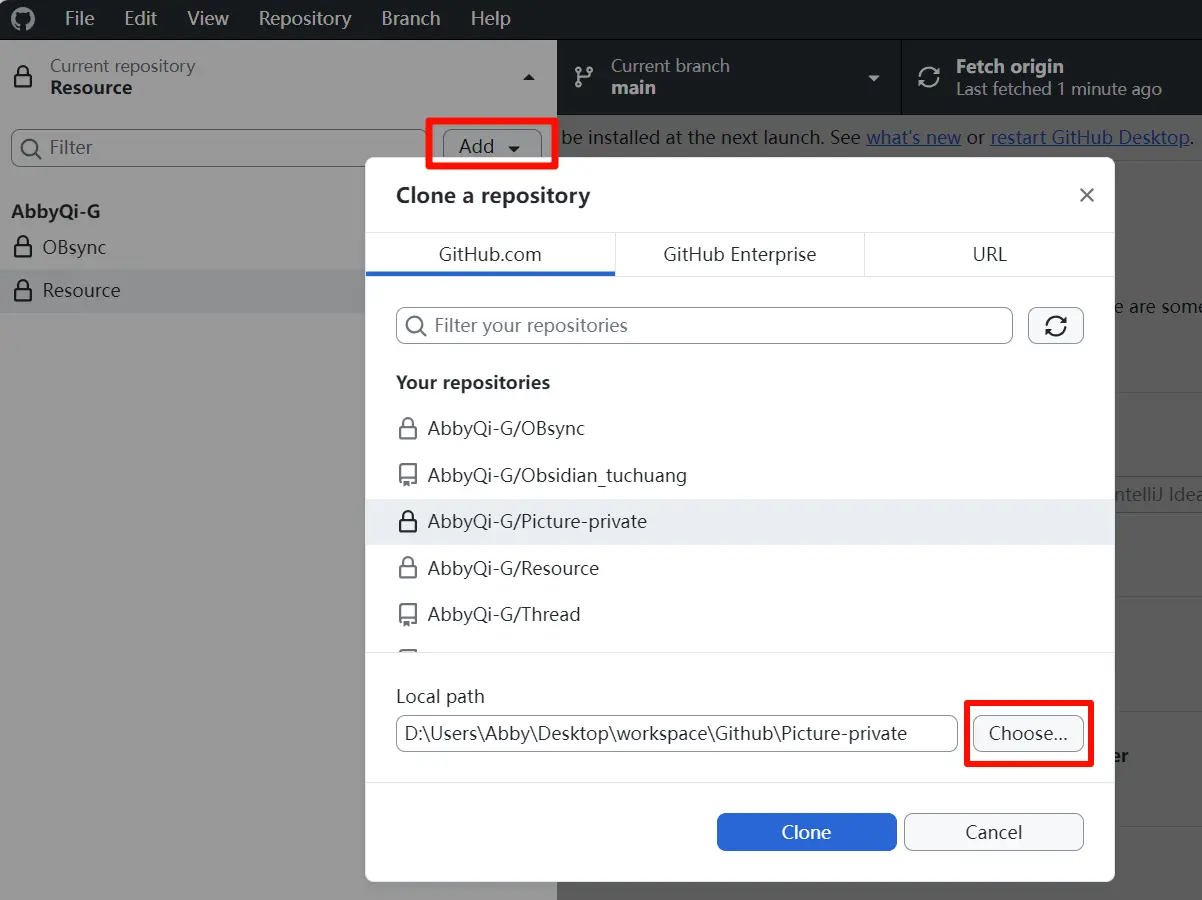 File Edit View Repository Branch Help
Current repository
Resource
Current branch
main
Fetch origin
Last fetched 1 minute ago
Filter
Add
be installed at the next launch. See what's new or restart GitHub Desktop.
AbbyQi-G
OBsync
Resource
Clone a repository
GitHub.com GitHub Enterprise URL
Filter your repositories
e are some
Your repositories
AbbyQi-G/OBsync
AbbyQi-G/Obsidian_tuchuang
ntelliJ Idea
AbbyQi-G/Picture-private
AbbyQi-G/Resource
AbbyQi-G/Thread
Local path
D:\Users\Abby\Desktop\workspace\Github\Picture-private
Choose...
er
Clone Cancel